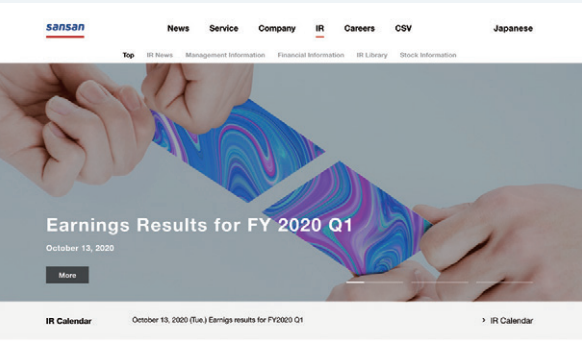 sansan
News Service Company IR Careers CSV Japanese
Top IR News Management Information Financial Information IR Library Stock Information
Earnings Results for FY 2020 Q1
October 13, 2020
More
IR Calendar October 13, 2020 (Tue.) Earnigs results for FY2020 Q1 › IR Calendar